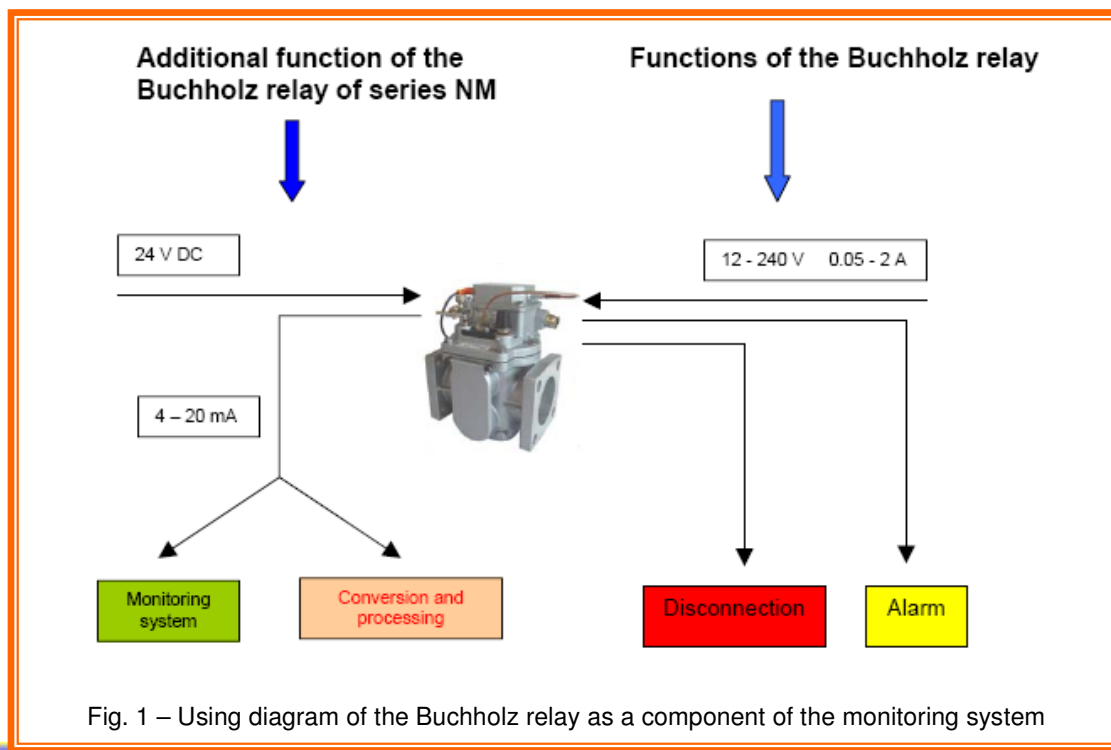 Additional function of the
Buchholz relay of series NM
Functions of the Buchholz relay
24 V DC
12 - 240 V 0.05 - 2 A
4 – 20 mA
Monitoring
system
Conversion and
processing
Disconnection
Alarm
Fig. 1 – Using diagram of the Buchholz relay as a component of the monitoring system